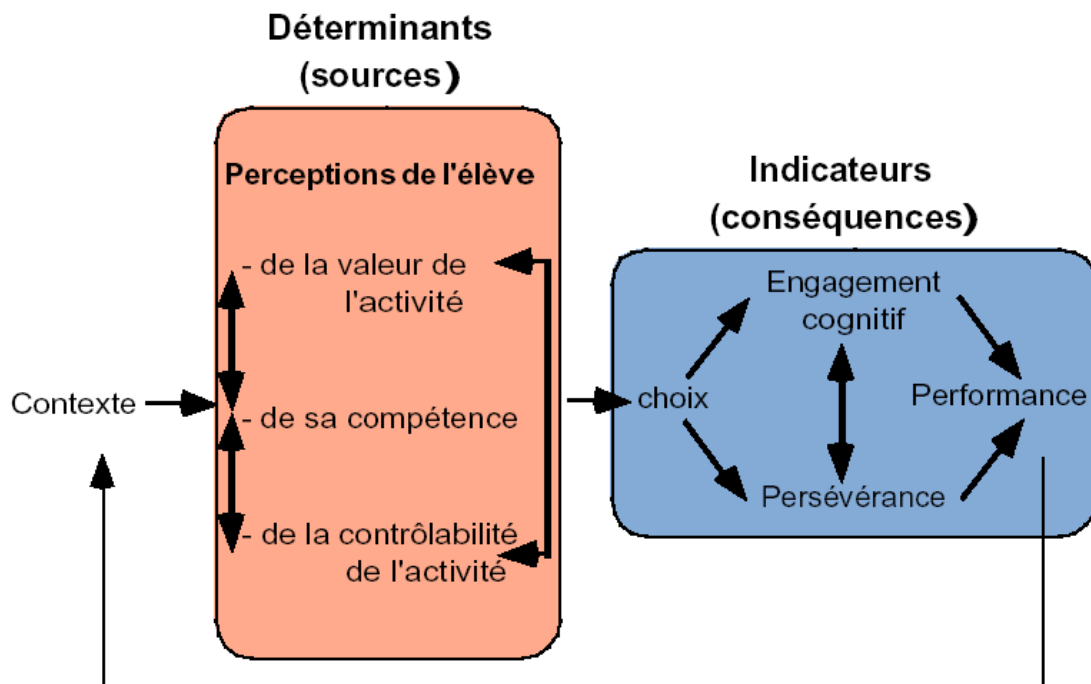 Déterminants
(sources)
Perceptions de l'élève
- de la valeur de
l'activité
- de sa compétence
- de la contrôlabilité
de l'activité
Contexte
Indicateurs
(conséquences)
Engagement
cognitif
choix
Performance
Persévérance